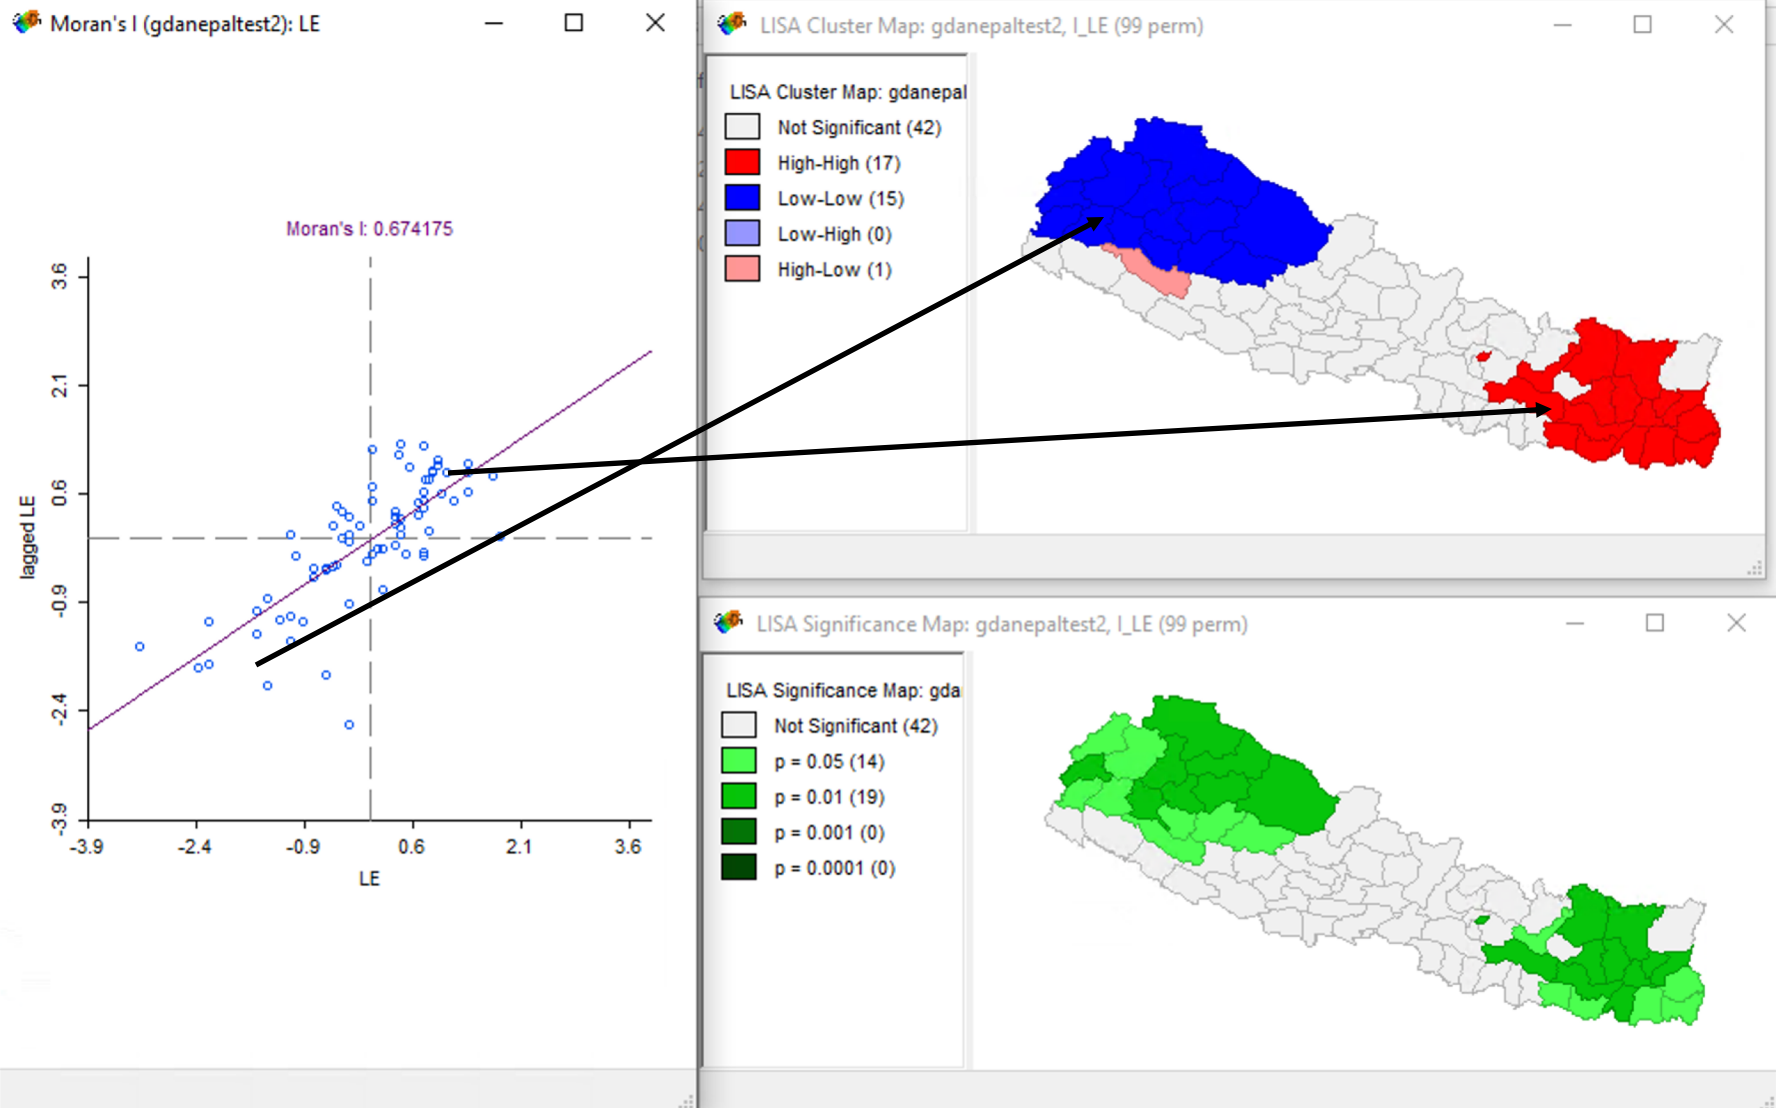 Moran's I (gdanepaltest2): LE
Moran's I: 0.674175
3.6
2.1
0.6
-0.9
-2.4
-3.9
lagged LE
-3.9 -2.4 -0.9 0.6 2.1 3.6
LE
LISA Cluster Map: gdanepaltest2, I_LE (99 perm)
LISA Cluster Map: gdanepal
Not Significant (42)
High-High (17)
Low-Low (15)
Low-High (0)
High-Low (1)
LISA Significance Map: gdanepaltest2, I_LE (99 perm)
LISA Significance Map: gda
Not Significant (42)
p = 0.05 (14)
p = 0.01 (19)
p = 0.001 (0)
p = 0.0001 (0)